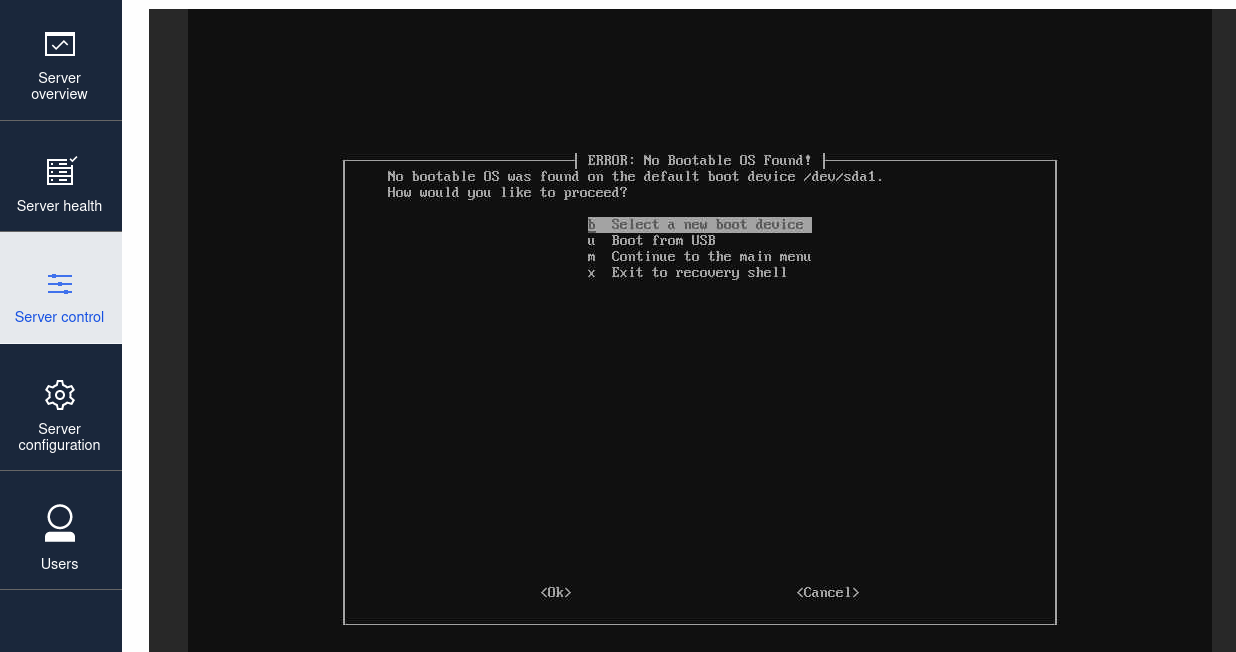 Server
overview
Server health
Server control
Server
configuration
Users
ERROR: No Bootable OS Found!
No bootable OS was found on the default boot device /dev/sda1.
How would you like to proceed?
b Select a new boot device
u Boot from USB
m Continue to the main menu
x Exit to recovery shell
<Ok> <Cancel>